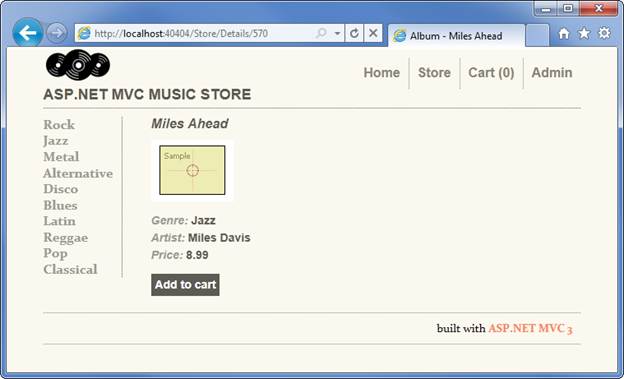 http://localhost:40404/Store/Details/570
Album - Miles Ahead
ASP.NET MVC MUSIC STORE
Home
Store
Cart (0)
Admin
Rock
Jazz
Metal
Alternative
Disco
Blues
Latin
Reggae
Pop
Classical
Miles Ahead
Sample
Genre: Jazz
Artist: Miles Davis
Price: 8.99
Add to cart
built with ASP.NET MVC 3